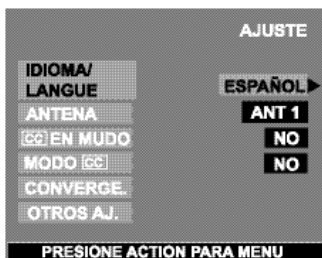 AJUSTE
IDIOMA/
LANGUE ESPAÑOL
ANTENA ANT 1
CC EN MUDO NO
MODO CC NO
CONVERGE.
OTROS AJ.
PRESIONE ACTION PARA MENU